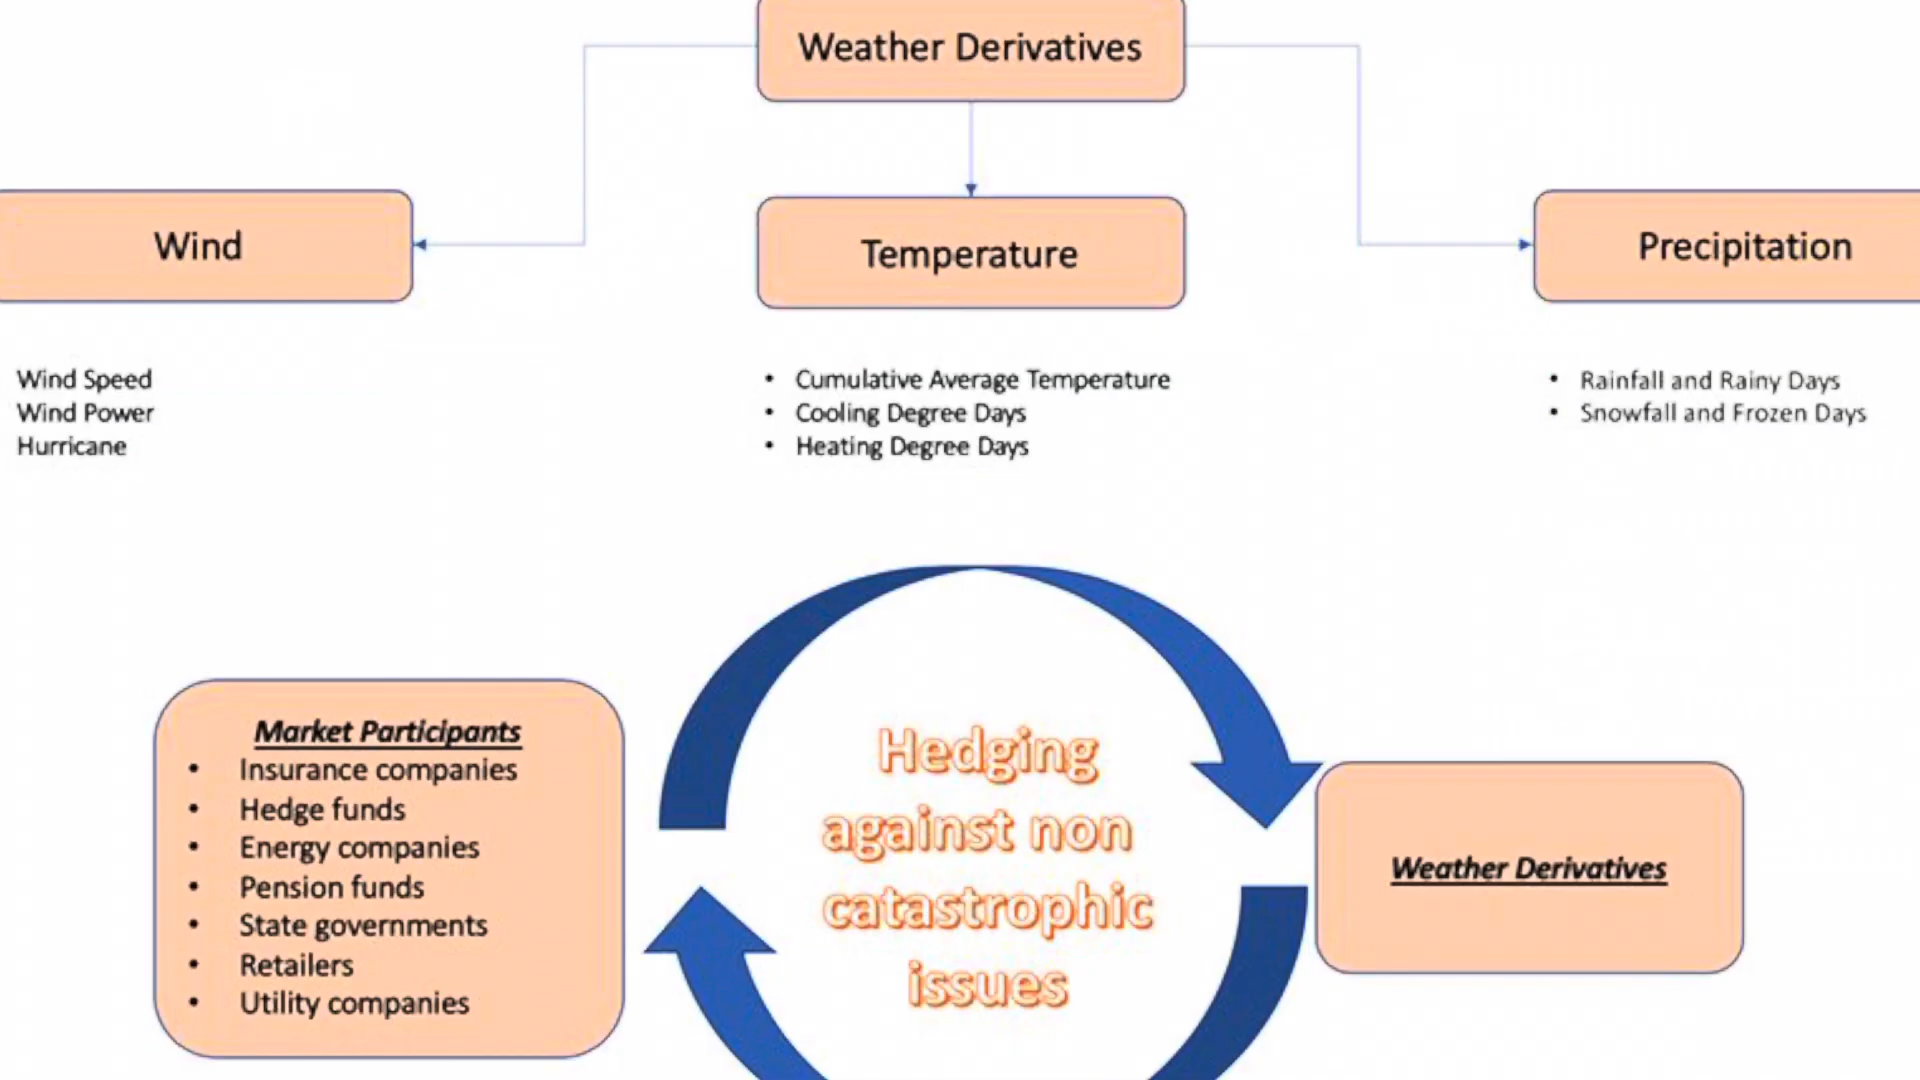 Weather Derivatives
Wind
Temperature
Precipitation
Wind Speed
Wind Power
Hurricane
• Cumulative Average Temperature
• Cooling Degree Days
• Heating Degree Days
• Rainfall and Rainy Days
• Snowfall and Frozen Days
Market Participants
• Insurance companies
• Hedge funds
• Energy companies
• Pension funds
• State governments
• Retailers
• Utility companies
Hedging
against non
catastrophic
issues
Weather Derivatives